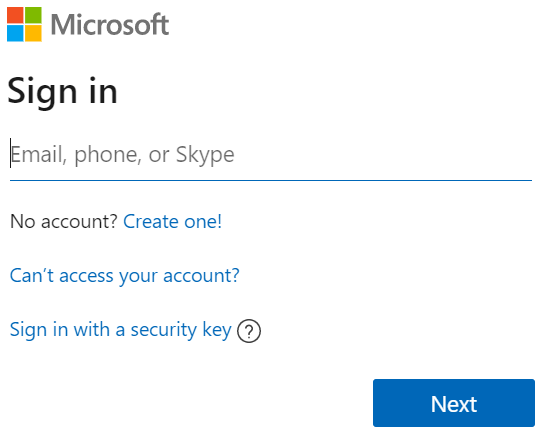 Microsoft
Sign in
Email, phone, or Skype
No account? Create one!
Can’t access your account?
Sign in with a security key ?
Next